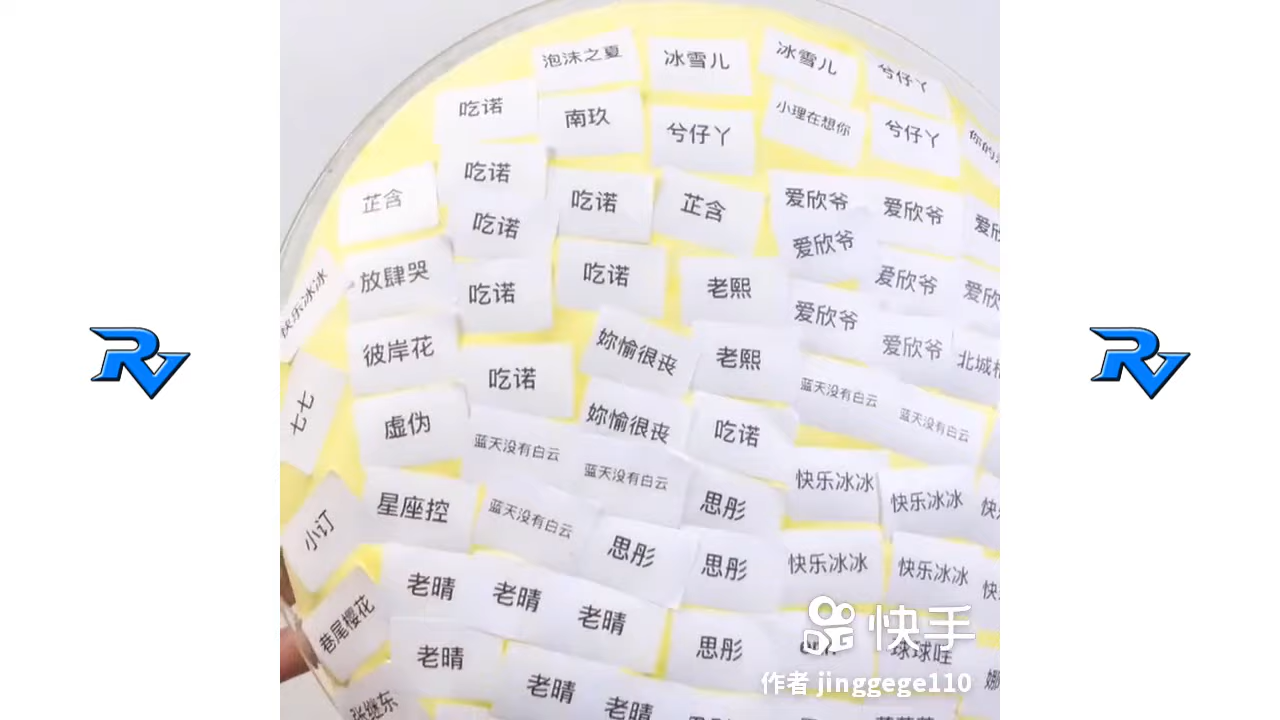 泡沫之夏
冰雪儿
冰雪儿
兮仔丫
吃诺
南玖
兮仔丫
小理在想你
兮仔丫
吃诺
芷含
吃诺
芷含
爱欣爷
爱欣爷
吃诺
爱欣爷
放肆哭
吃诺
吃诺
老熙
爱欣爷
快乐冰冰
爱欣爷
爱欣爷
彼岸花
妳愉很丧
老熙
北城
吃诺
蓝天没有白云
蓝天没有白云
七七
虚伪
妳愉很丧
吃诺
蓝天没有白云
蓝天没有白云
快乐冰冰
快乐冰冰
星座控
蓝天没有白云
思彤
小订
思彤
思彤
快乐冰冰
快乐冰冰
老晴
老晴
老晴
巷尾樱花
老晴
思彤
球球哇
老晴
老晴
张继东
快手
作者 jinggege110
RV
RV